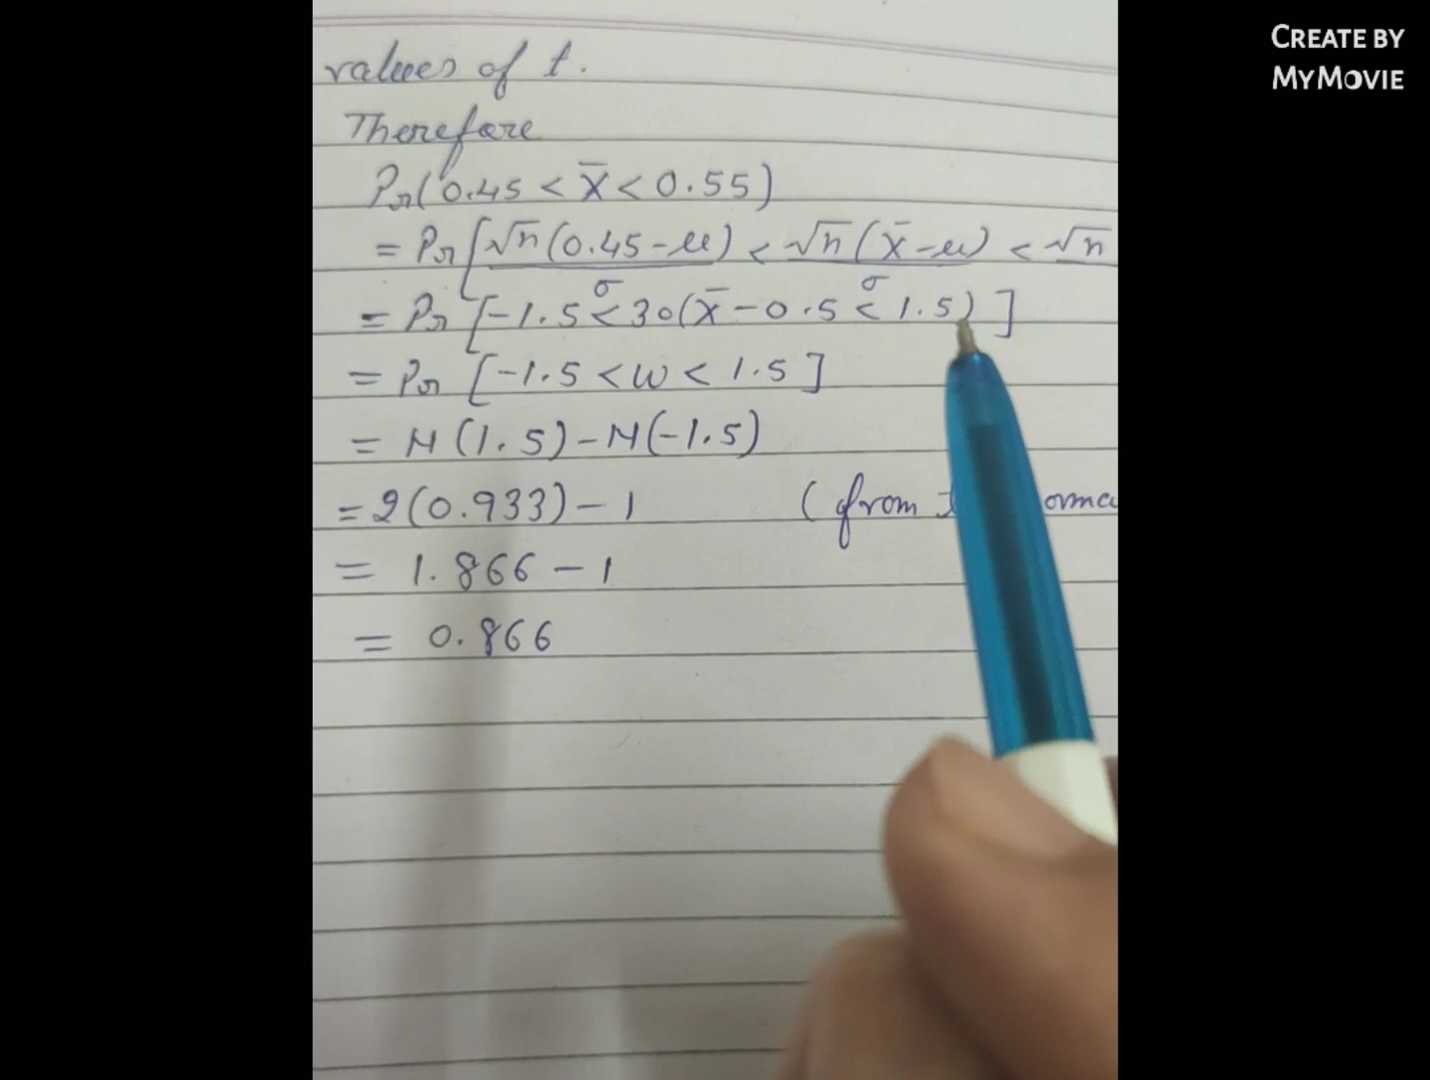 values of t.
Therefore
Pr(0.45 < x̄ < 0.55)
= Pr[√n(0.45-μ)/σ < √n(x̄-μ)/σ < √n
= Pr[-1.5 < 30(x̄-0.5 < 1.5)]
= Pr [-1.5 < w < 1.5]
= N(1.5) - N(-1.5)
= 2(0.933) - 1 (from
= 1.866 - 1
= 0.866
CREATE BY
MYMOVIE